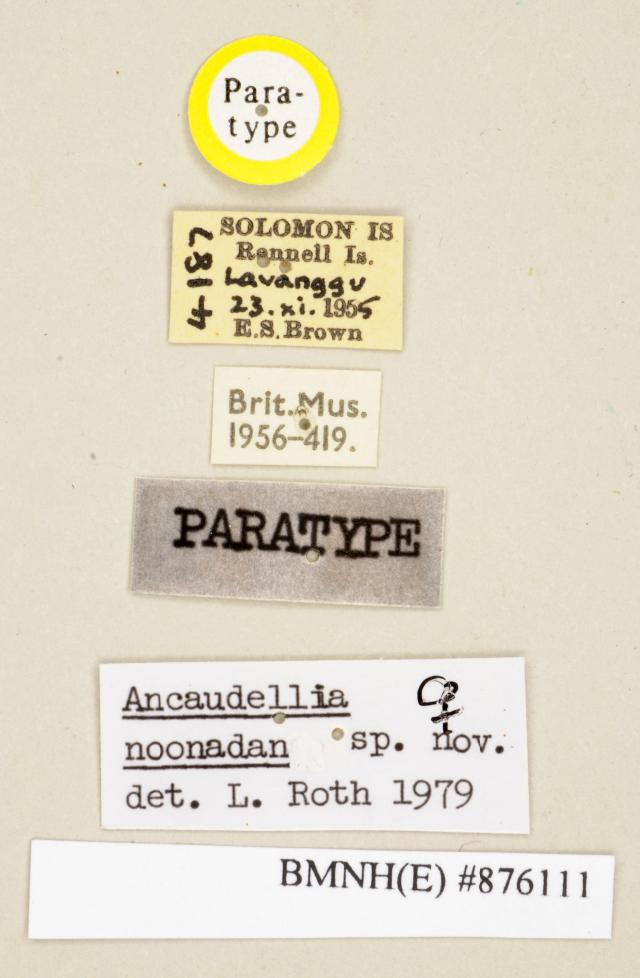 Para-
type
SOLOMON IS
Rennell Is.
Lavanggu
23.xi.1955
E.S.Brown
4187
Brit.Mus.
1956-419.
PARATYPE
Ancaudellia ♀
noonadan sp. nov.
det. L. Roth 1979
BMNH(E) #876111